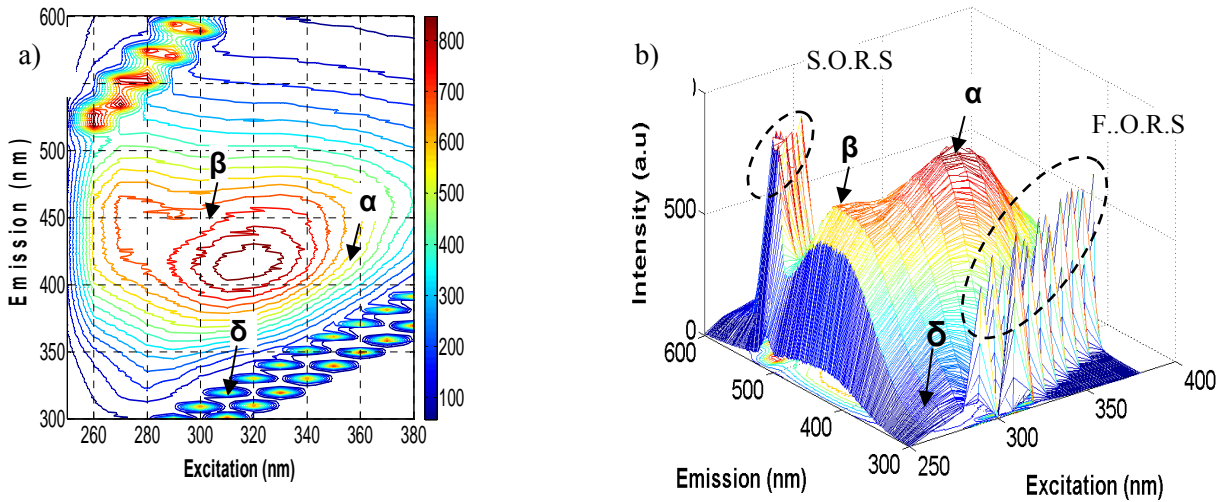 a)
600
550
500
450
400
350
300
Emission (nm)
260 280 300 320 340 360 380
Excitation (nm)
β
α
δ
800
700
600
500
400
300
200
100
b)
S.O.R.S
F..O.R.S
α
β
δ
Intensity (a.u)
500
0
600
500
400
300
Emission (nm)
250
300
350
400
Excitation (nm)